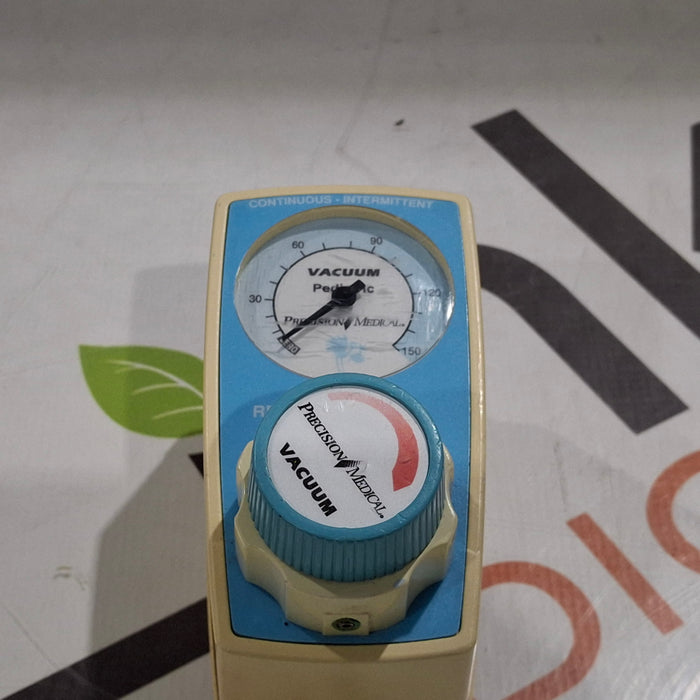 CONTINUOUS - INTERMITTENT
60 90
VACUUM
30 120
PRECISION MEDICAL®
150
PRECISION MEDICAL®
VACUUM